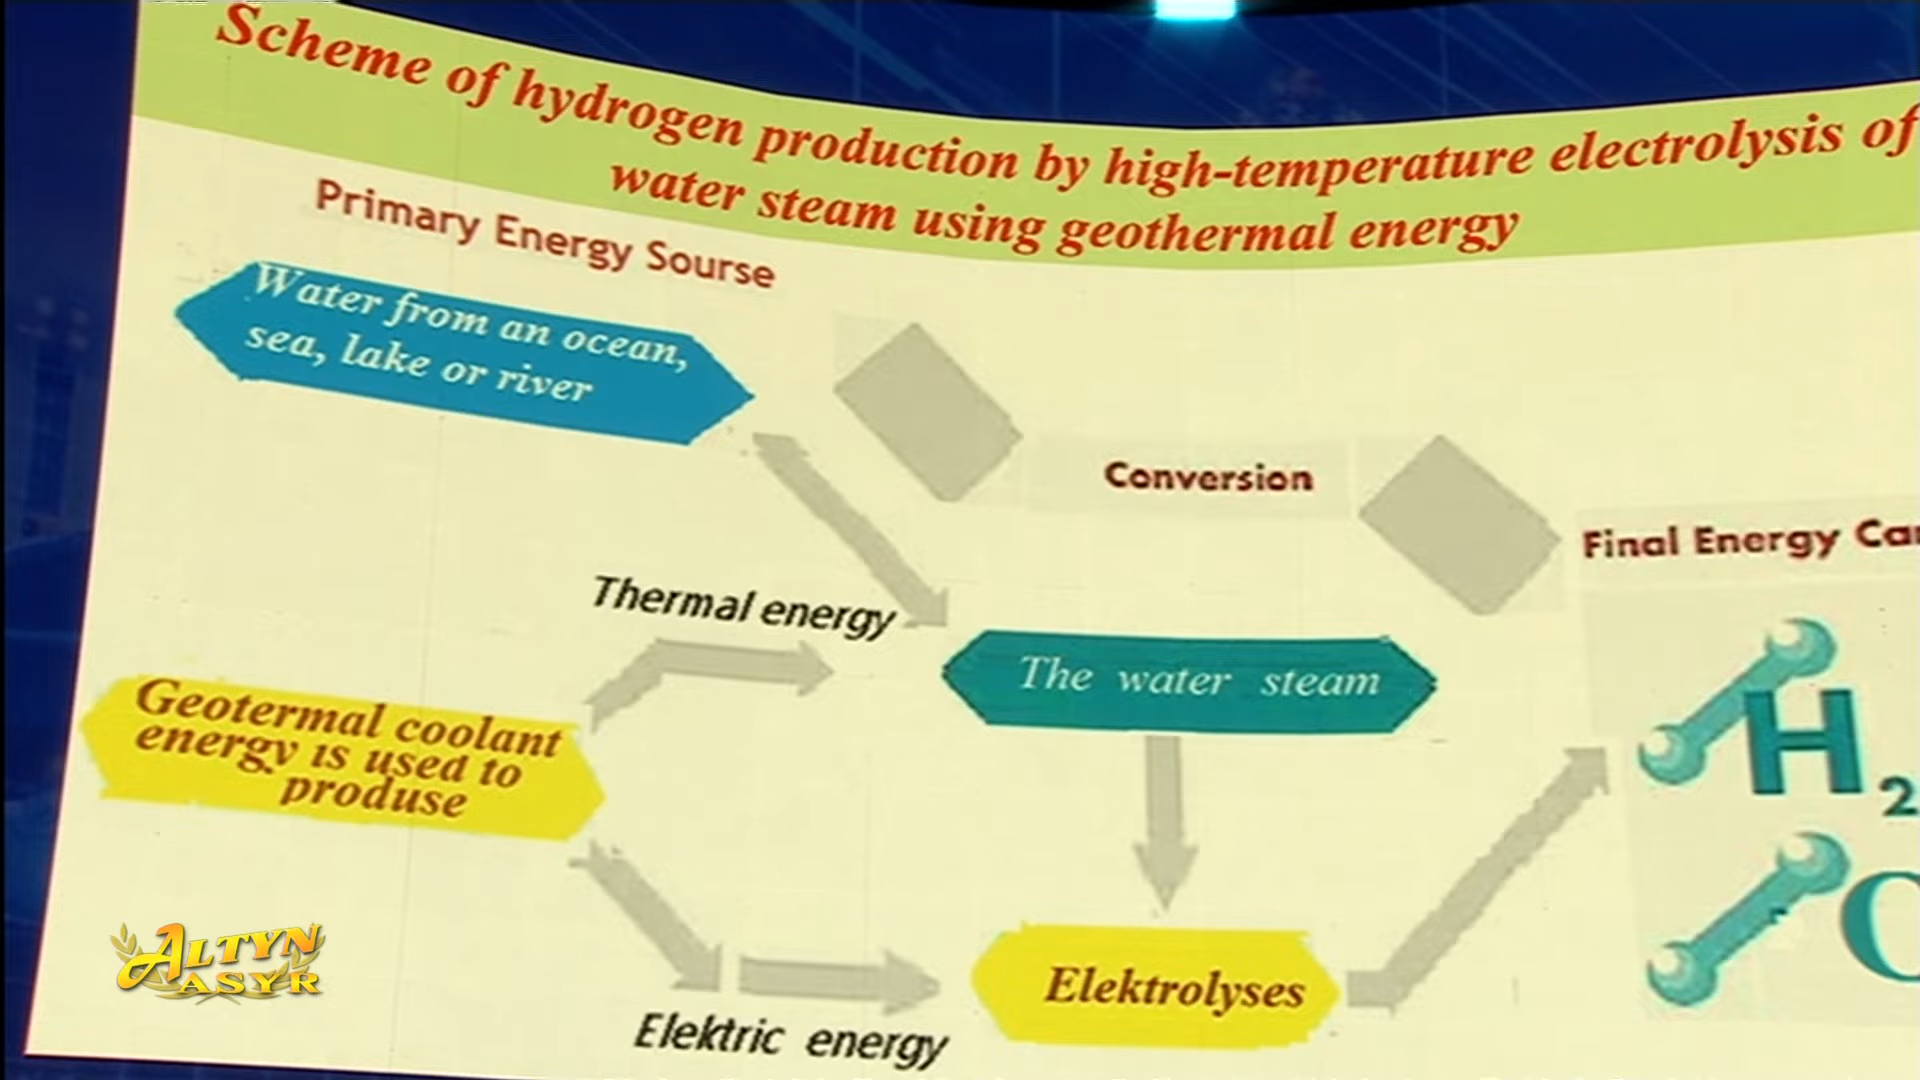 Scheme of hydrogen production by high-temperature electrolysis of
water steam using geothermal energy
Primary Energy Sourse
Water from an ocean,
sea, lake or river
Conversion
Final Energy
Thermal energy
The water steam
Geotermal coolant
energy is used to
produse
H2
Elektrolyses
Elektric energy
ALTYN
ASYR